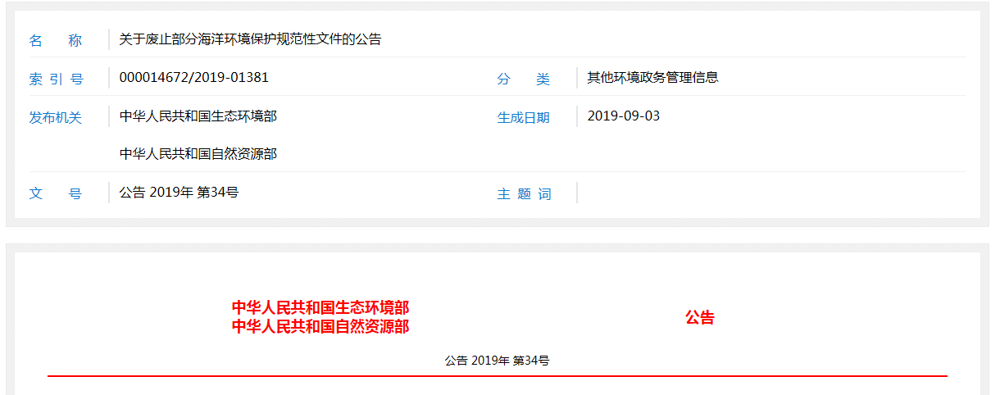 名 称 关于废止部分海洋环境保护规范性文件的公告
索 引 号 000014672/2019-01381 分 类 其他环境政务管理信息
发布机关 中华人民共和国生态环境部 生成日期 2019-09-03
中华人民共和国自然资源部
文 号 公告 2019年 第34号 主 题 词
中华人民共和国生态环境部
中华人民共和国自然资源部
公告
公告 2019年 第34号